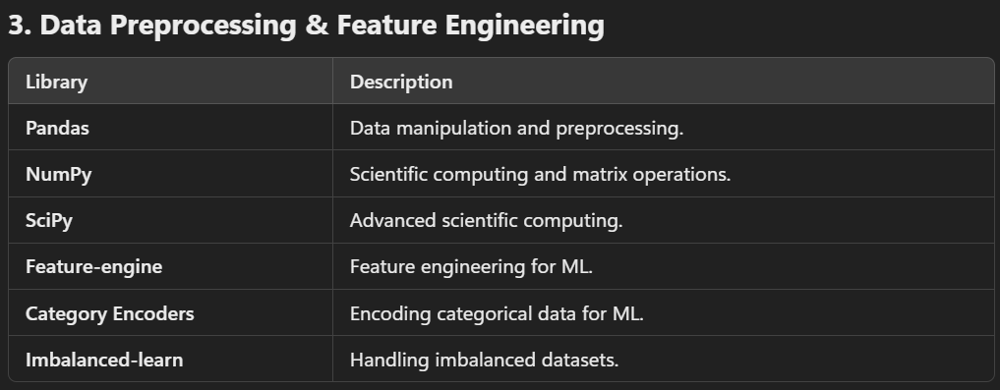 3. Data Preprocessing & Feature Engineering
Library Description
Pandas Data manipulation and preprocessing.
NumPy Scientific computing and matrix operations.
SciPy Advanced scientific computing.
Feature-engine Feature engineering for ML.
Category Encoders Encoding categorical data for ML.
Imbalanced-learn Handling imbalanced datasets.